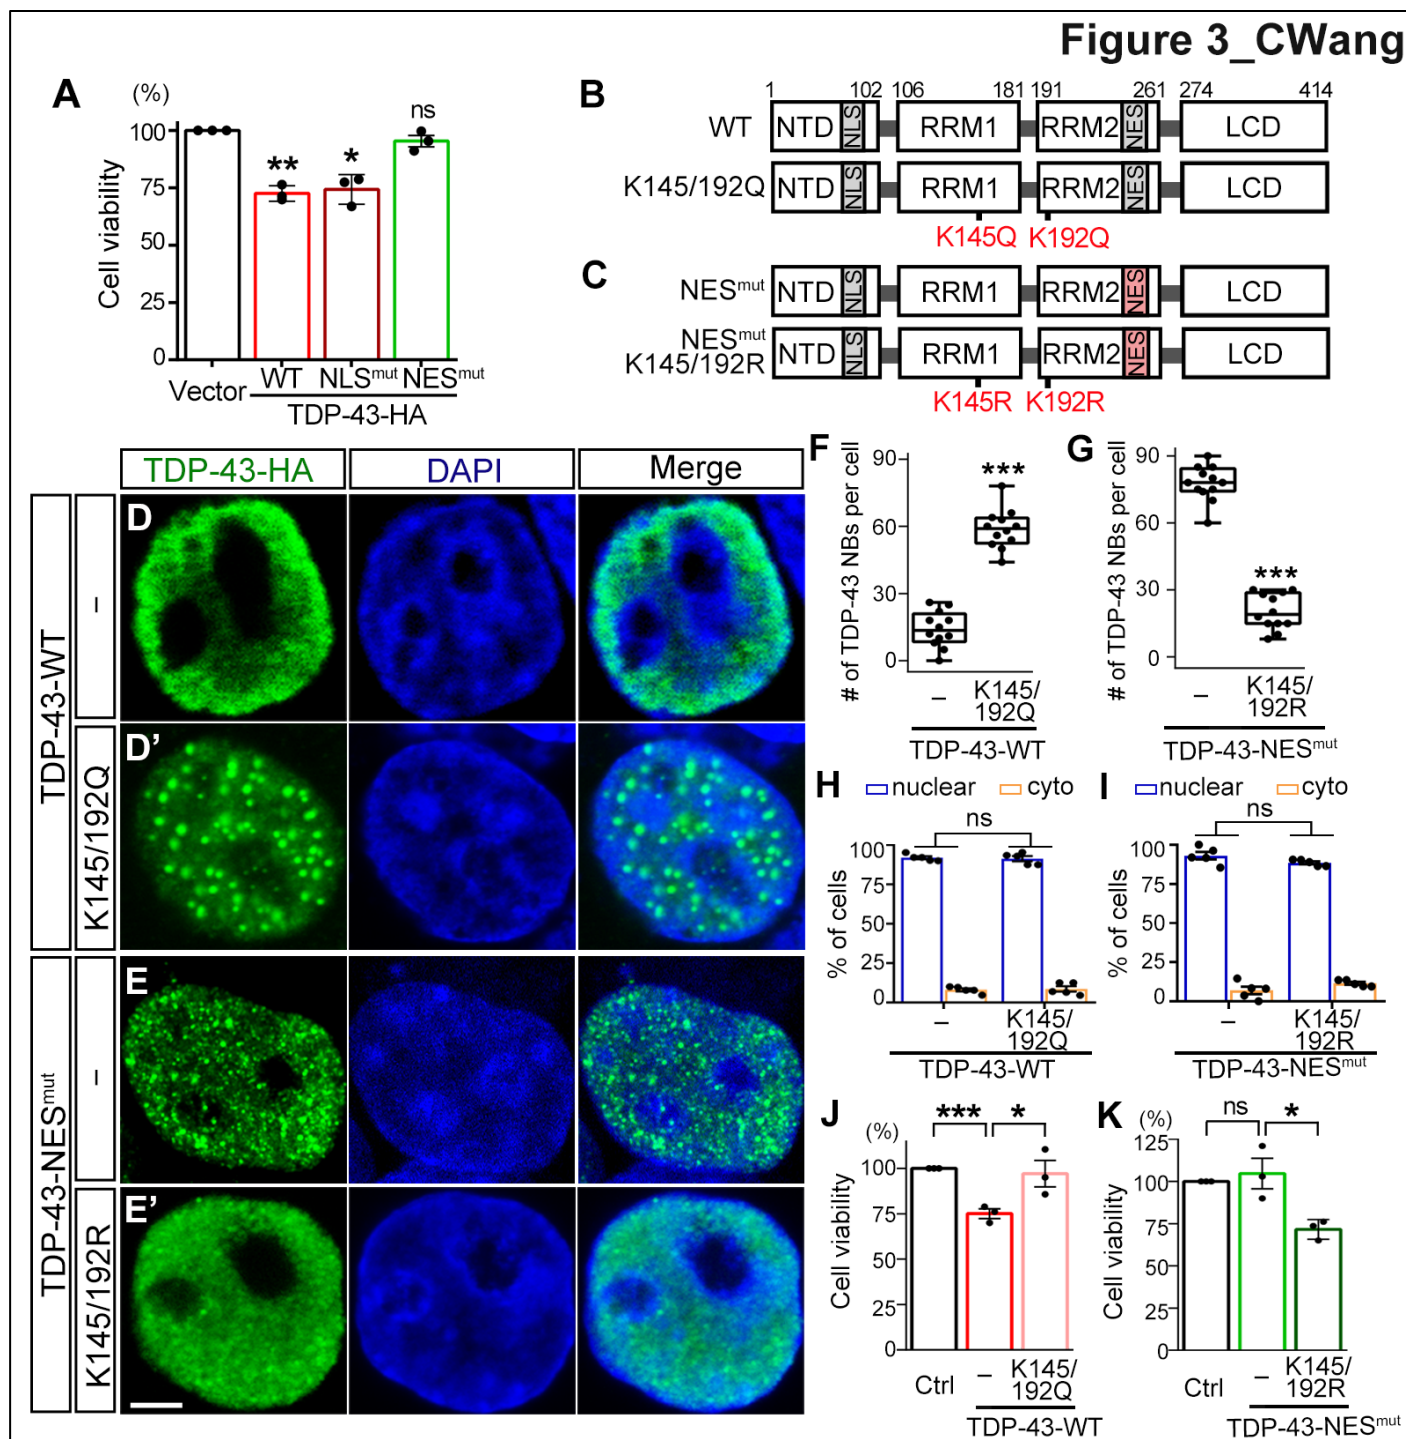 Figure 3_CWang
A
(%)
100
75
50
25
0
Cell viability
**
*
ns
Vector
WT
NLSmut
NESmut
TDP-43-HA
B
1 102 106 181 191 261 274 414
WT NTD NLS RRM1 RRM2 NES LCD
K145/192Q NTD NLS RRM1 RRM2 NES LCD
K145Q K192Q
C
NESmut NTD NLS RRM1 RRM2 NES LCD
NESmut
K145/192R NTD NLS RRM1 RRM2 NES LCD
K145R K192R
TDP-43-HA DAPI Merge
TDP-43-WT
–
D
K145/192Q
D'
TDP-43-NESmut
–
E
K145/192R
E'
F
# of TDP-43 NBs per cell
90
60
30
0
***
–
K145/
192Q
TDP-43-WT
G
# of TDP-43 NBs per cell
90
60
30
0
***
–
K145/
192R
TDP-43-NESmut
H
nuclear cyto
ns
% of cells
100
75
50
25
0
–
K145/
192Q
TDP-43-WT
I
nuclear cyto
ns
% of cells
100
75
50
25
0
–
K145/
192R
TDP-43-NESmut
J
(%)
*** *
Cell viability
100
75
50
25
0
Ctrl
–
K145/
192Q
TDP-43-WT
K
(%)
ns *
Cell viability
125
100
75
50
25
0
Ctrl
–
K145/
192R
TDP-43-NESmut